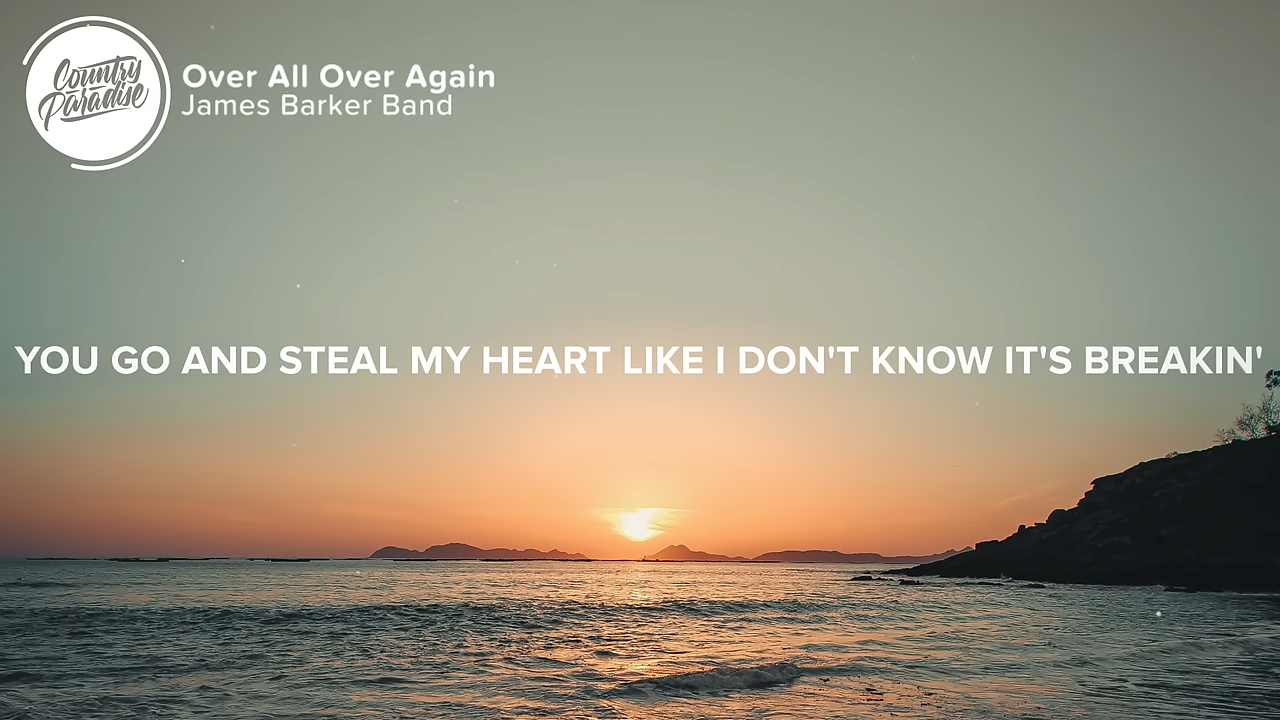 Country
Paradise
Over All Over Again
James Barker Band
YOU GO AND STEAL MY HEART LIKE I DON'T KNOW IT'S BREAKIN'